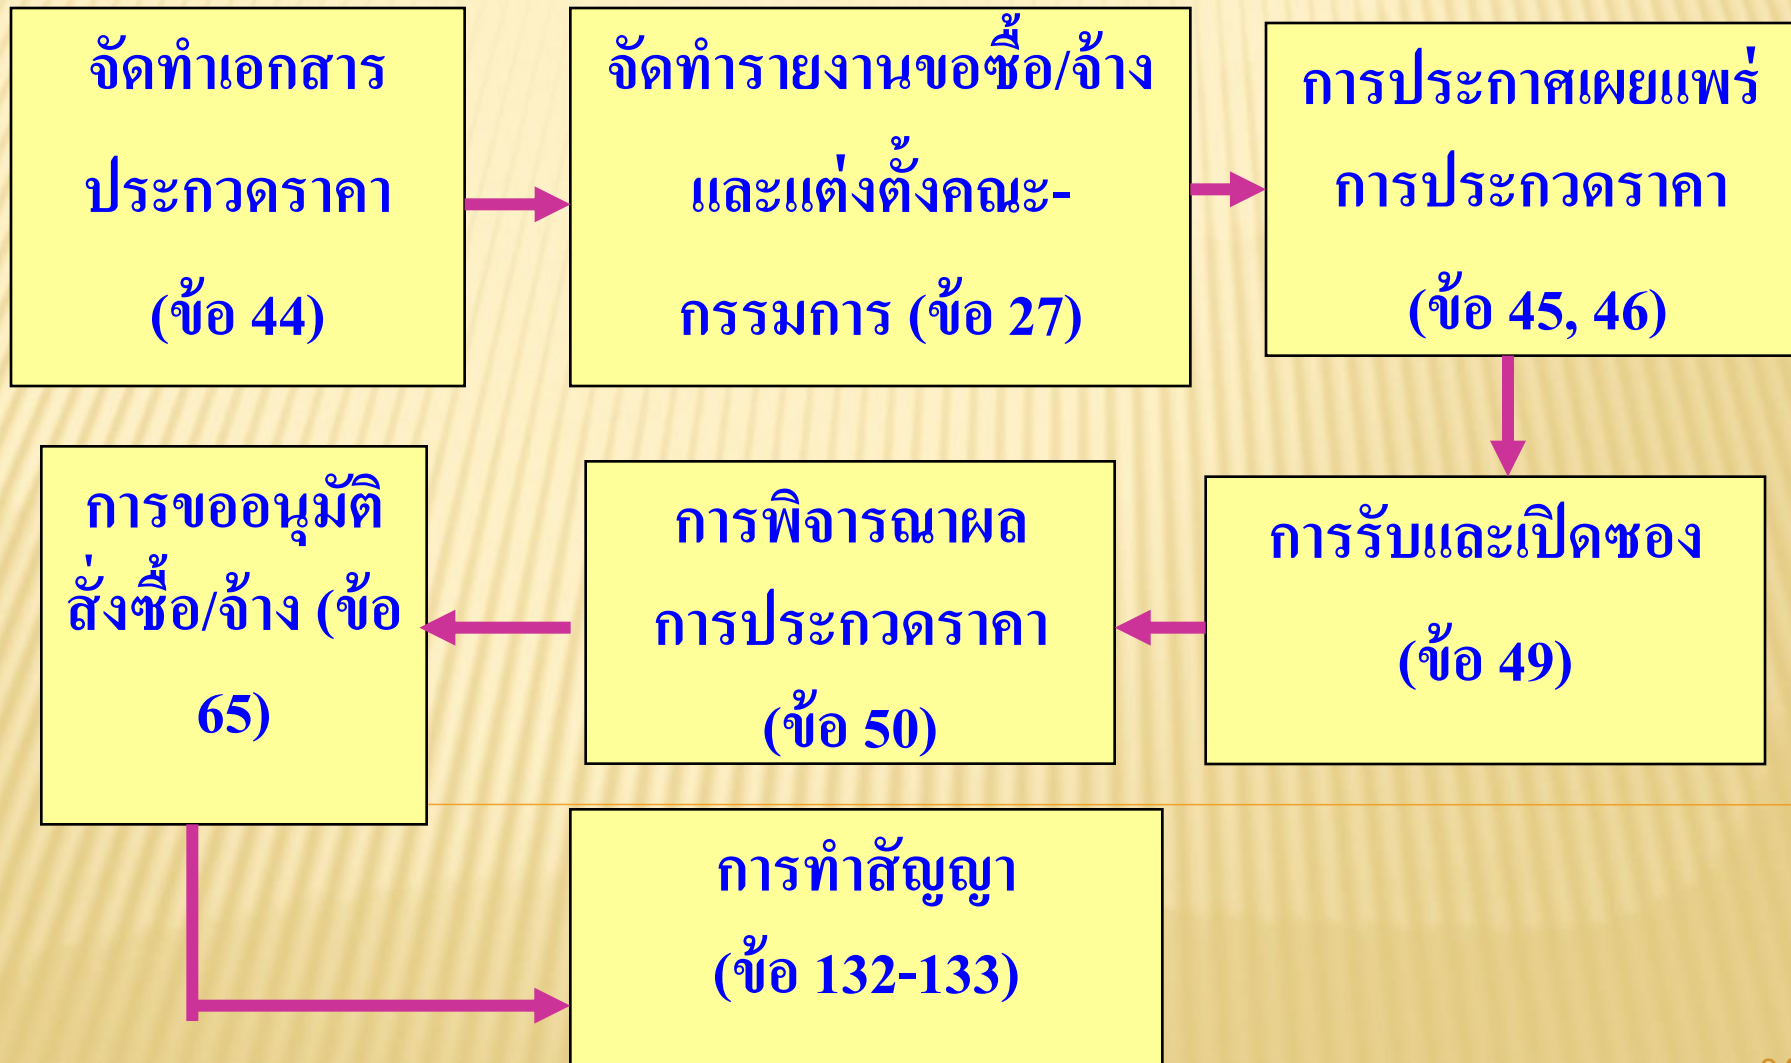 จัดทำเอกสาร
ประกวดราคา
(ข้อ 44)
จัดทำรายงานขอซื้อ/จ้าง
และแต่งตั้งคณะ-
กรรมการ (ข้อ 27)
การประกาศเผยแพร่
การประกวดราคา
(ข้อ 45, 46)
การรับและเปิดซอง
(ข้อ 49)
การพิจารณาผล
การประกวดราคา
(ข้อ 50)
การขออนุมัติ
สั่งซื้อ/จ้าง (ข้อ
65)
การทำสัญญา
(ข้อ 132-133)